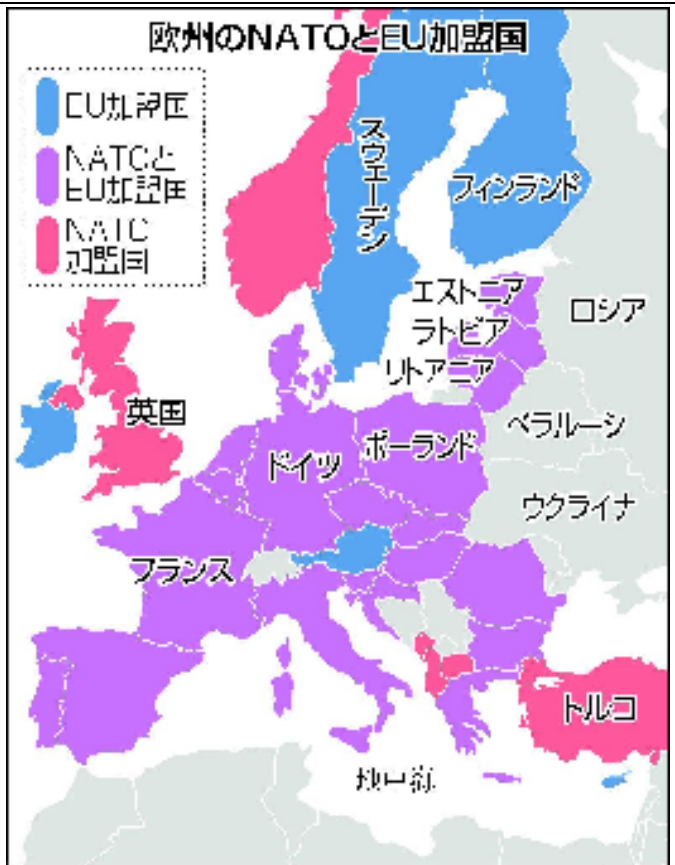 欧州のNATOとEU加盟国
EU加盟国
NATOと
EU加盟国
NATO
加盟国
スウェーデン
フィンランド
エストニア
ラトビア
リトアニア
ロシア
英国
ベラルーシ
ドイツ
ポーランド
ウクライナ
フランス
トルコ
地中海